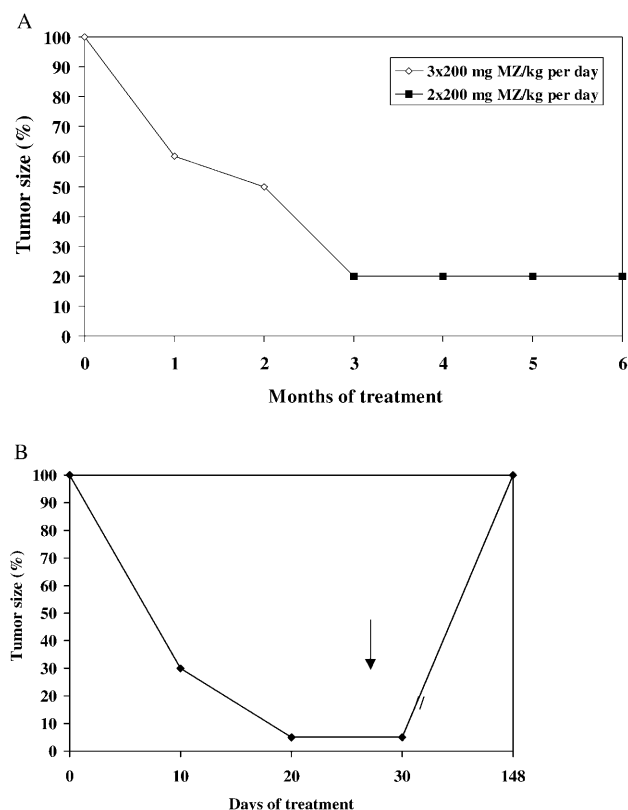 A
100
90
80
70
60
50
40
30
20
10
0
Tumor size (%)
3x200 mg MZ/kg per day
2x200 mg MZ/kg per day
0 1 2 3 4 5 6
Months of treatment
B
100
90
80
70
60
50
40
30
20
10
0
Tumor size (%)
0 10 20 30 148
Days of treatment